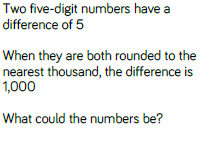 Two five-digit numbers have a
difference of 5
When they are both rounded to the
nearest thousand, the difference is
1,000
What could the numbers be?